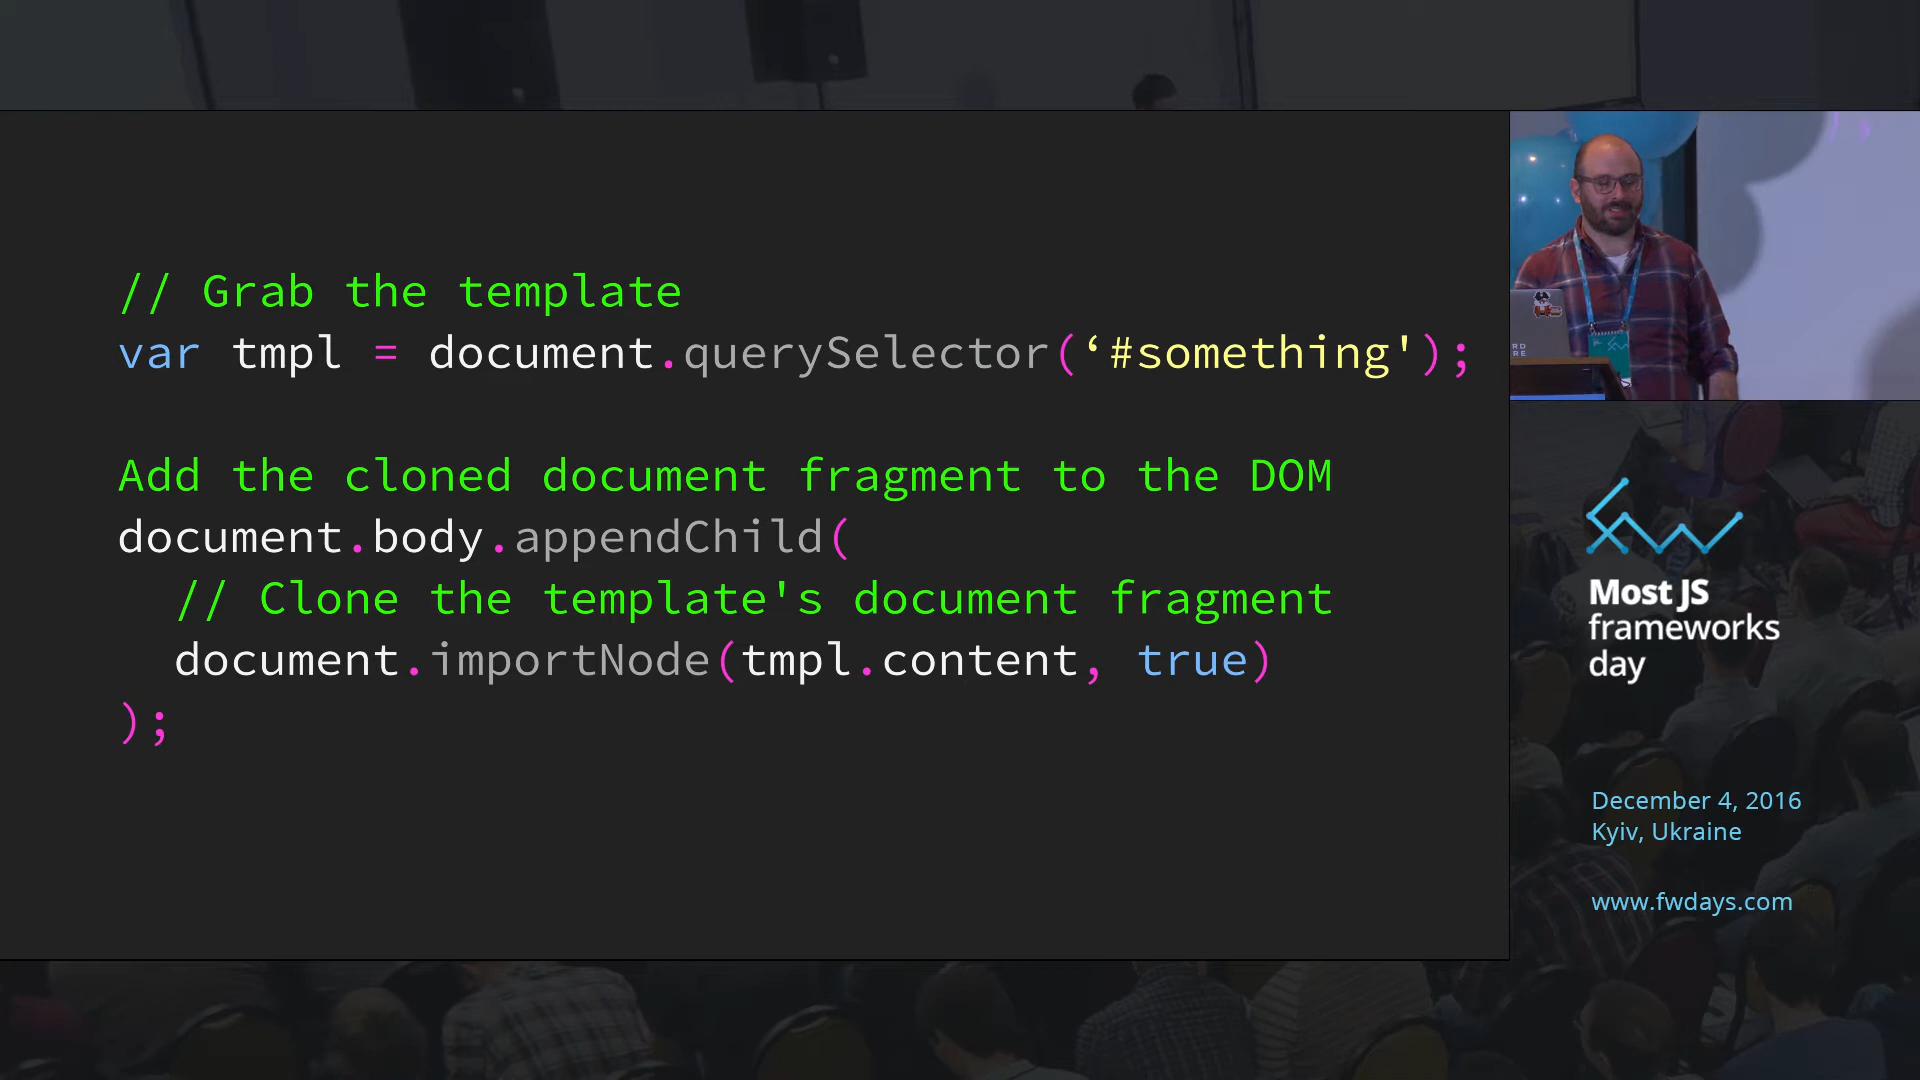 // Grab the template
var tmpl = document.querySelector(‘#something');
Add the cloned document fragment to the DOM
document.body.appendChild(
// Clone the template's document fragment
document.importNode(tmpl.content, true)
);
Most JS
frameworks
day
December 4, 2016
Kyiv, Ukraine
www.fwdays.com